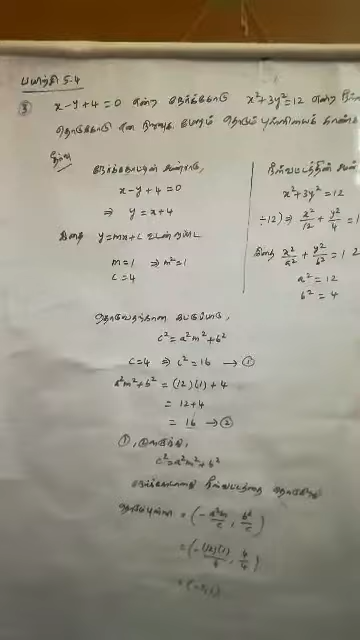 பயிற்சி 5.4
③ x-y+4=0 என்ற நேர்க்கோடு x²+3y²=12 என்ற நீள்
தொடுகோடு என நிறுவுக. மேலும் தொடும் புள்ளியைக் காண்க
தீர்வு
நேர்க்கோட்டின் சமன்பாடு,
x-y+4=0
⇒ y=x+4
இதை y=mx+c உடன் ஒப்பிட
m=1 ⇒ m²=1
c=4
நீள்வட்டத்தின் சமன்
x²+3y²=12
÷12) ⇒ x²/12 + y²/4 = 1
இதை x²/a² + y²/b² = 1
a²=12
b²=4
c²=a²m²+b²
c=4 ⇒ c²=16 → ①
a²m²+b² = (12)(1)+4
= 12+4
= 16 → ②
①,
c²=a²m²+b²
நேர்க்கோடானது நீள்வட்டத்தை
தொடும்புள்ளி = (-a²m/c, b²/c)
= (-(12)(1)/4, 4/4)
= (-3,1)